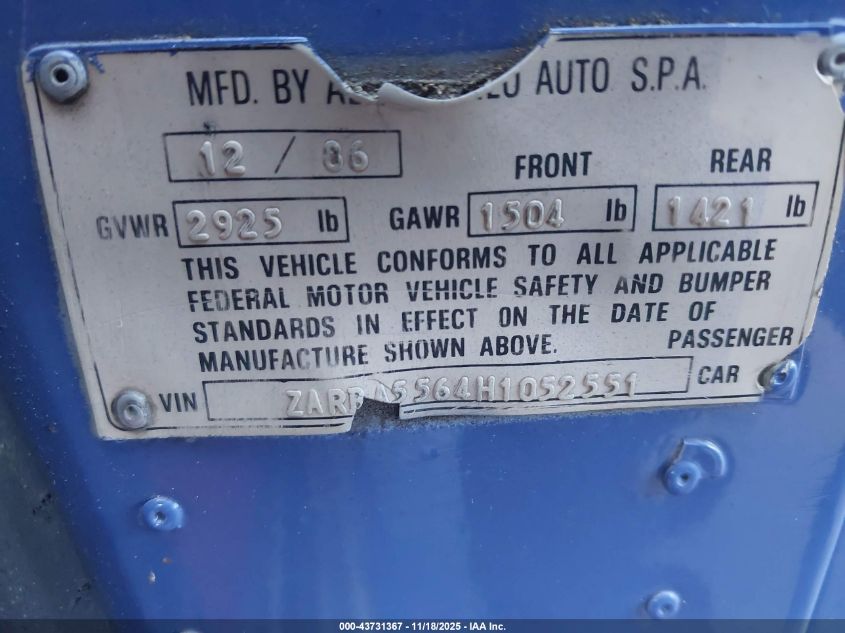 MFD. BY AUTO S.P.A.
12 / 86
FRONT REAR
GVWR 2925 lb GAWR 1504 lb 1421 lb
THIS VEHICLE CONFORMS TO ALL APPLICABLE
FEDERAL MOTOR VEHICLE SAFETY AND BUMPER
STANDARDS IN EFFECT ON THE DATE OF
MANUFACTURE SHOWN ABOVE. PASSENGER
VIN ZARBA5564H1052551 CAR
000-43731367 - 11/18/2025 - IAA Inc.